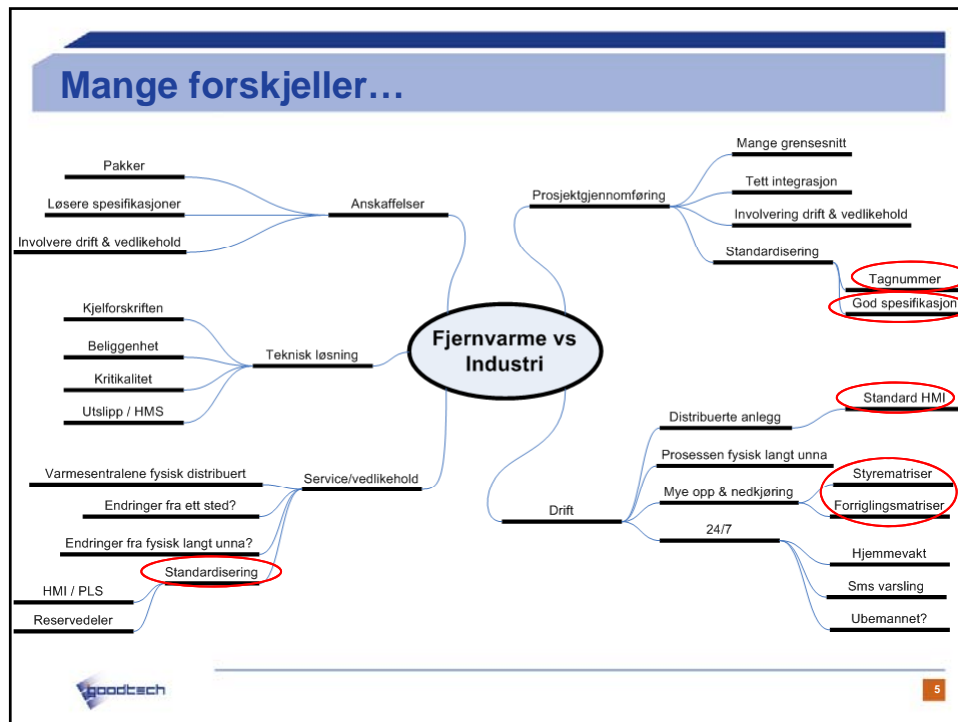 Mange forskjeller…
Pakker
Løsere spesifikasjoner
Involvere drift & vedlikehold
Anskaffelser
Kjelforskriften
Beliggenhet
Kritikalitet
Utslipp / HMS
Teknisk løsning
Varmesentralene fysisk distribuert
Endringer fra ett sted?
Endringer fra fysisk langt unna?
Standardisering
HMI / PLS
Reservedeler
Service/vedlikehold
Fjernvarme vs
Industri
Prosjektgjennomføring
Mange grensesnitt
Tett integrasjon
Involvering drift & vedlikehold
Standardisering
Tagnummer
God spesifikasjon
Drift
Distribuerte anlegg
Standard HMI
Prosessen fysisk langt unna
Mye opp & nedkjøring
Styrematriser
Forriglingsmatriser
24/7
Hjemmevakt
Sms varsling
Ubemannet?
goodtech
5